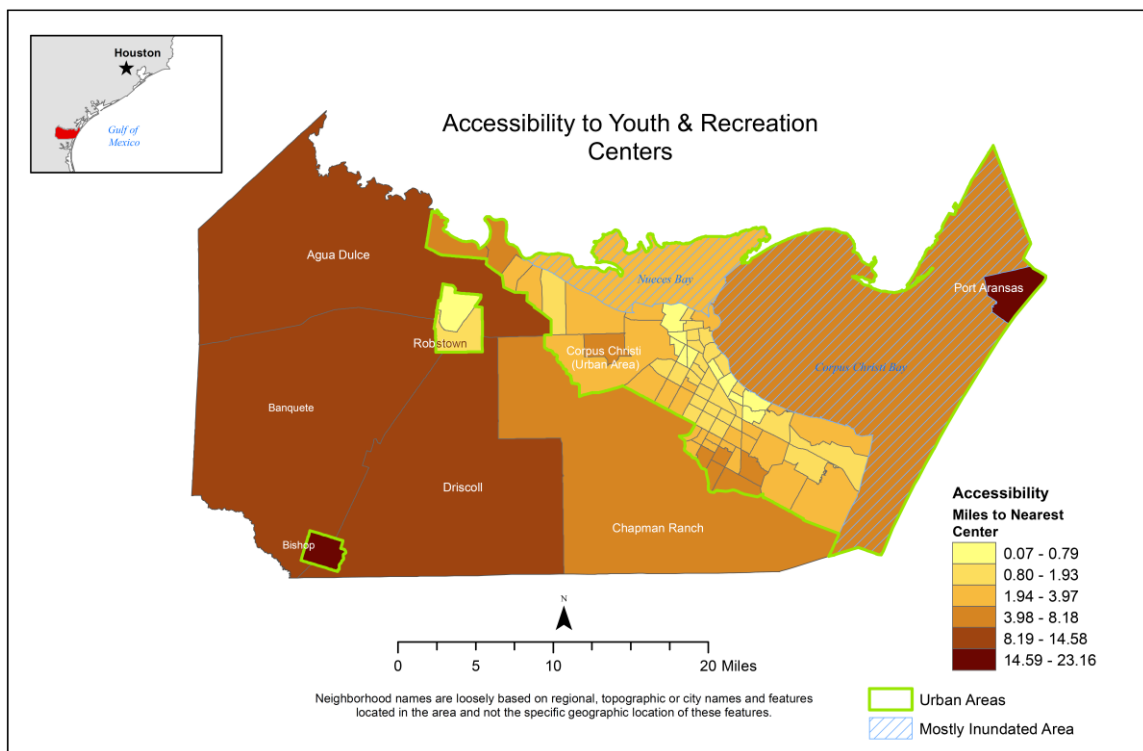 Houston
Gulf of
Mexico
Accessibility to Youth & Recreation
Centers
Agua Dulce
Nueces Bay
Port Aransas
Robstown
Corpus Christi
(Urban Area)
Corpus Christi Bay
Banquete
Driscoll
Chapman Ranch
Bishop
Accessibility
Miles to Nearest
Center
0.07 - 0.79
0.80 - 1.93
1.94 - 3.97
3.98 - 8.18
8.19 - 14.58
14.59 - 23.16
Urban Areas
Mostly Inundated Area
N
0 5 10 20 Miles
Neighborhood names are loosely based on regional, topographic or city names and features
located in the area and not the specific geographic location of these features.